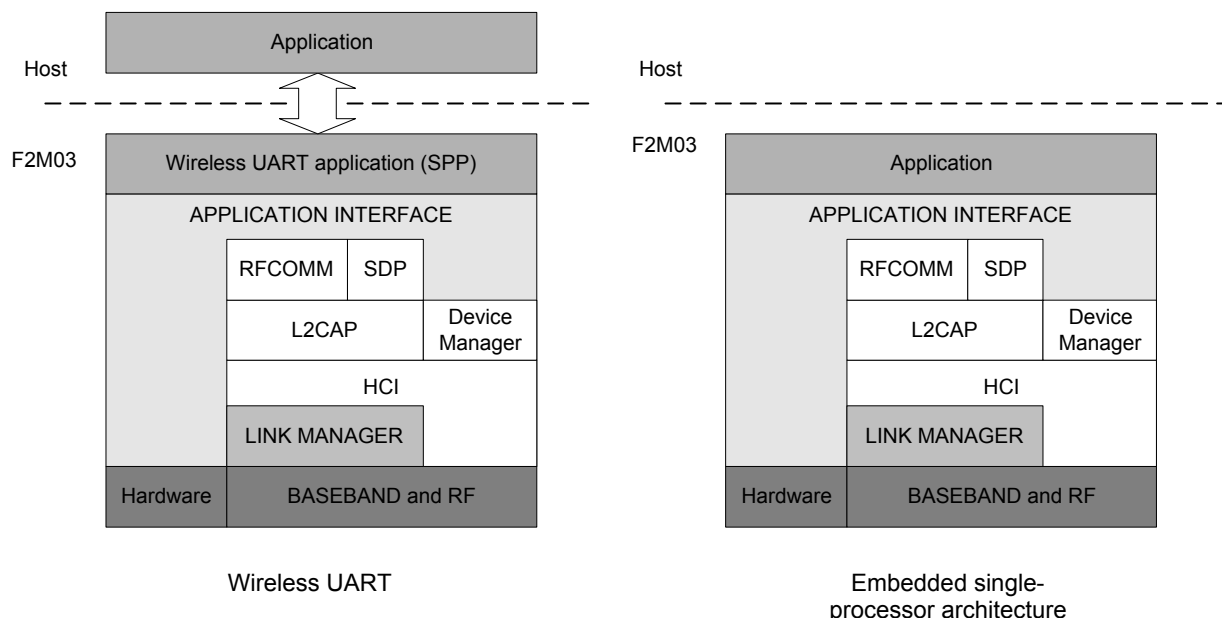 Application
Host
F2M03
Wireless UART application (SPP)
APPLICATION INTERFACE
RFCOMM
SDP
L2CAP
Device
Manager
HCI
LINK MANAGER
Hardware
BASEBAND and RF
Wireless UART
Host
F2M03
Application
APPLICATION INTERFACE
RFCOMM
SDP
L2CAP
Device
Manager
HCI
LINK MANAGER
Hardware
BASEBAND and RF
Embedded single-
processor architecture